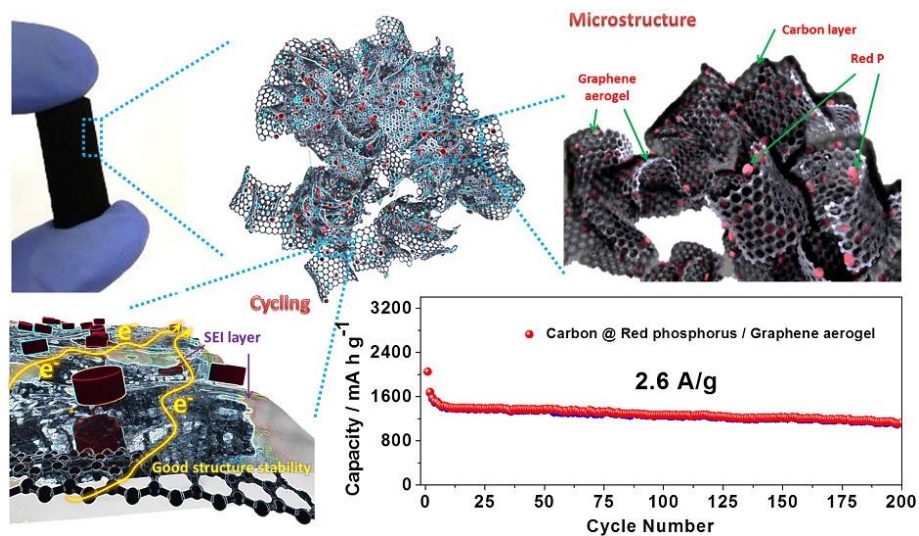 Microstructure
Carbon layer
Red P
Graphene
aerogel
Cycling
e-
SEI layer
e-
e-
Good structure stability
Capacity / mA h g-1
3200
2400
1600
800
0
Carbon @ Red phosphorus / Graphene aerogel
2.6 A/g
0 25 50 75 100 125 150 175 200
Cycle Number